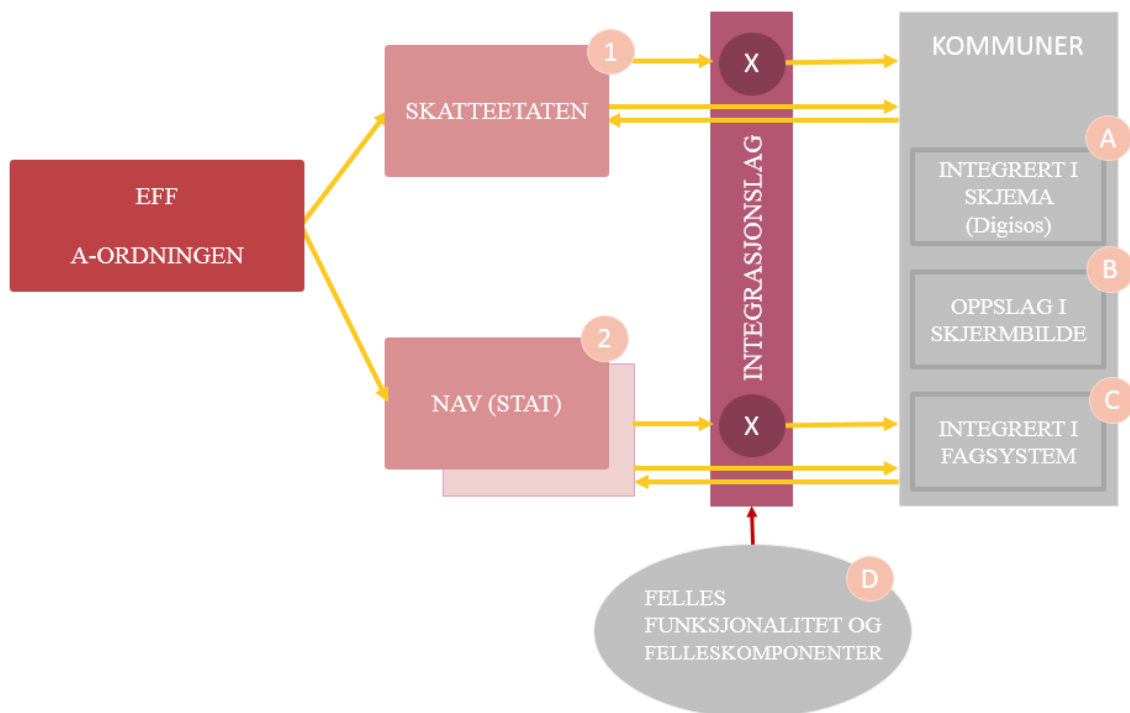 EFF
A-ORDNINGEN
1
SKATTEETATEN
2
NAV (STAT)
X
INTEGRASJONSLAG
X
KOMMUNER
A
INTEGRERT I
SKJEMA
(Digisos)
B
OPPSLAG I
SKJERMBILDE
C
INTEGRERT I
FAGSYSTEM
D
FELLES
FUNKSJONALITET OG
FELLESKOMPONENTER